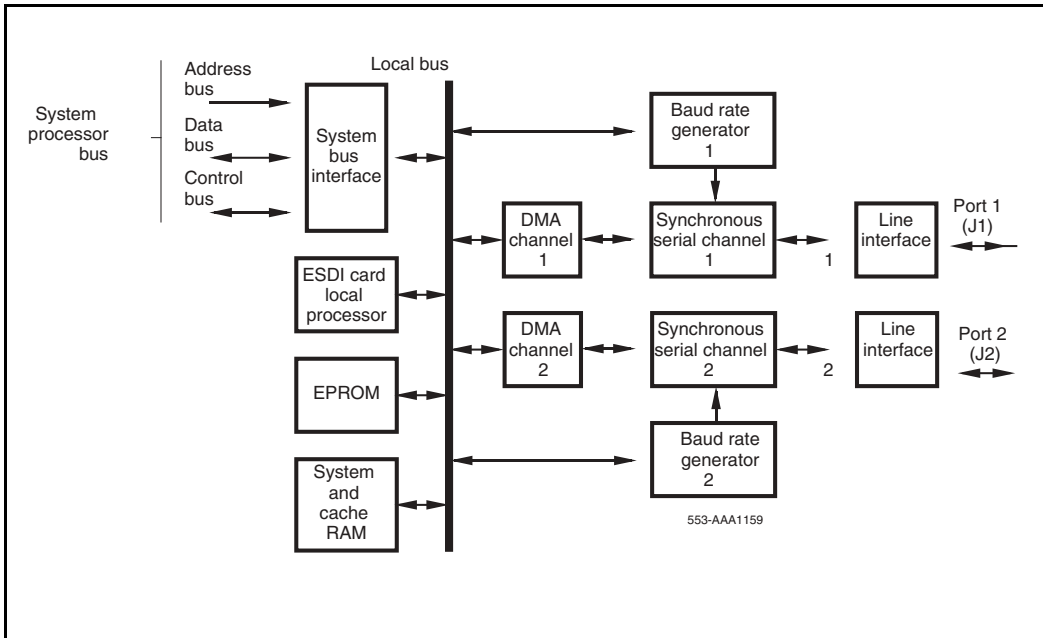 Local bus
Address
bus
System
processor
bus
Data
bus
Control
bus
System
bus
interface
Baud rate
generator
1
DMA
channel
1
Synchronous
serial channel
1
1
Line
interface
Port 1
(J1)
ESDI card
local
processor
DMA
channel
2
Synchronous
serial channel
2
2
Line
interface
Port 2
(J2)
EPROM
Baud rate
generator
2
System
and
cache
RAM
553-AAA1159